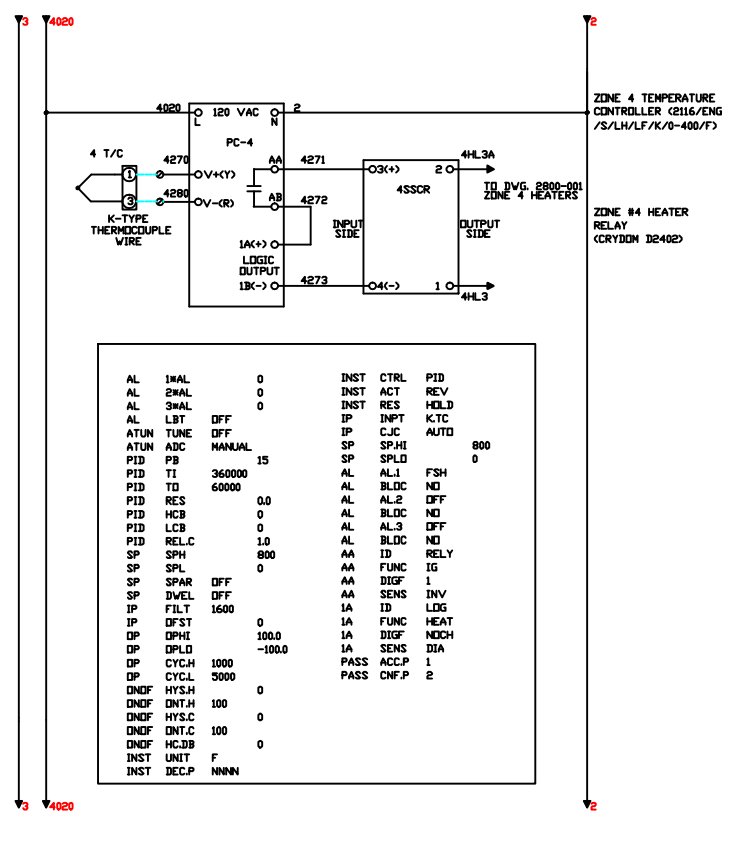 3 4020 2
ZONE 4 TEMPERATURE
CONTROLLER (2116/ENG
/S/LH/LF/K/0-400/F)
4020 L 120 VAC N 2
PC-4
4 T/C
1 4270 V+(Y) AA 4271 3(+) 2 4HL3A
4SSCR
TO DWG. 2800-001
ZONE 4 HEATERS
3 4280 V-(R) AB 4272
K-TYPE
THERMOCOUPLE
WIRE
INPUT
SIDE
OUTPUT
SIDE
ZONE #4 HEATER
RELAY
(CRYDOM D2402)
1A(+)
LOGIC
OUTPUT
1B(-) 4273 4(-) 1 4HL3
AL 1*AL 0
AL 2*AL 0
AL 3*AL 0
AL LBT OFF
ATUN TUNE OFF
ATUN ADC MANUAL
PID PB 15
PID TI 360000
PID TD 60000
PID RES 0.0
PID HCB 0
PID LCB 0
PID REL.C 1.0
SP SPH 800
SP SPL 0
SP SPAR OFF
SP DWEL OFF
IP FILT 1600
IP OFST 0
OP OPHI 100.0
OP OPLO -100.0
OP CYC.H 1000
OP CYC.L 5000
ONOF HYS.H 0
ONOF ONT.H 100
ONOF HYS.C 0
ONOF ONT.C 100
ONOF HC.DB 0
INST UNIT F
INST DEC.P NNNN
INST CTRL PID
INST ACT REV
INST RES HOLD
IP INPT K.TC
IP CJC AUTO
SP SP.HI 800
SP SPLO 0
AL AL.1 FSH
AL BLOC NO
AL AL.2 OFF
AL BLOC NO
AL AL.3 OFF
AL BLOC NO
AA ID RELY
AA FUNC IG
AA DIGF 1
AA SENS INV
1A ID LOG
1A FUNC HEAT
1A DIGF NOCH
1A SENS DIA
PASS ACC.P 1
PASS CNF.P 2
3 4020 2